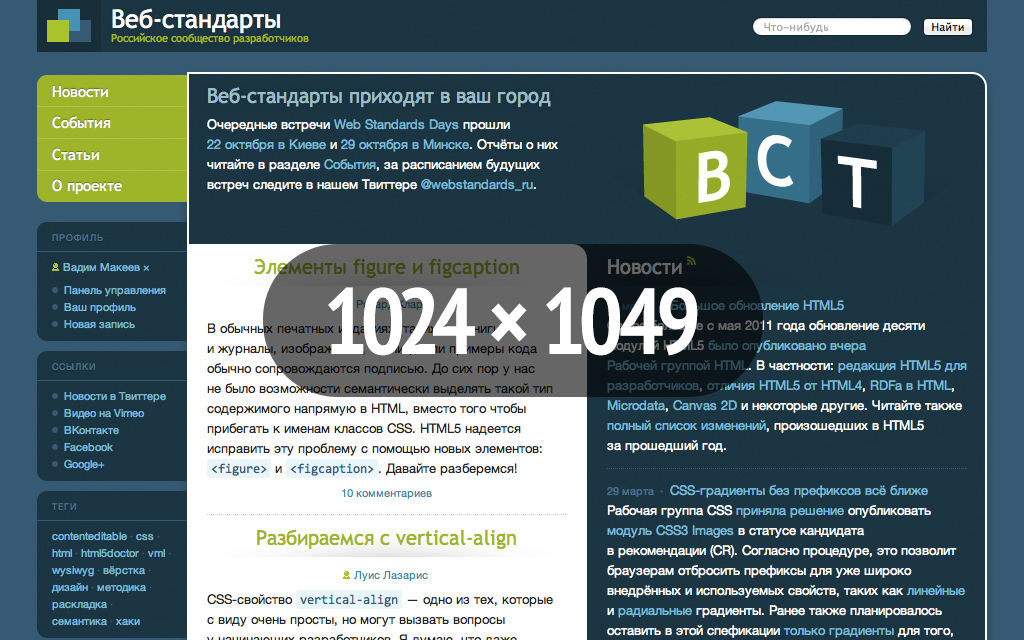 Веб-стандарты
Российское сообщество разработчиков
Что-нибудь
Найти
Новости
События
Статьи
О проекте
ПРОФИЛЬ
Вадим Макеев ×
Панель управления
Ваш профиль
Новая запись
ССЫЛКИ
Новости в Твиттере
Видео на Vimeo
ВКонтакте
Facebook
Google+
ТЕГИ
contenteditable · css ·
html · html5doctor · vml ·
wysiwyg · вёрстка ·
дизайн · методика ·
раскладка ·
семантика · хаки
Веб-стандарты приходят в ваш город
Очередные встречи Web Standards Days прошли
22 октября в Киеве и 29 октября в Минске. Отчёты о них
читайте в разделе События, за расписанием будущих
встреч следите в нашем Твиттере @webstandards_ru.
В С Т
1024 × 1049
Элементы figure и figcaption
В обычных печатных
и журналы, примеры кода
обычно сопровождаются подписью. До сих пор у нас
не было возможности семантически выделять такой тип
содержимого напрямую в HTML, вместо того чтобы
прибегать к именам классов CSS. HTML5 надеется
исправить эту проблему с помощью новых элементов:
<figure> и <figcaption>. Давайте разберемся!
10 комментариев
Разбираемся с vertical-align
Луис Лазарис
CSS-свойство vertical-align — одно из тех, которые
с виду очень просты, но могут вызвать вопросы
у начинающих разработчиков. Я думаю, что даже
Новости
Большое обновление HTML5
с мая 2011 года обновление десяти
модулей HTML5 было опубликовано вчера
Рабочей группой HTML. В частности: редакция HTML5 для
разработчиков, отличия HTML5 от HTML4, RDFa в HTML,
Microdata, Canvas 2D и некоторые другие. Читайте также
полный список изменений, произошедших в HTML5
за прошедший год.
29 марта · CSS-градиенты без префиксов всё ближе
Рабочая группа CSS приняла решение опубликовать
модуль CSS3 Images в статусе кандидата
в рекомендации (CR). Согласно процедуре, это позволит
браузерам отбросить префиксы для уже широко
внедрённых и используемых свойств, таких как линейные
и радиальные градиенты. Ранее также планировалось
оставить в этой спефикации только градиенты для того,